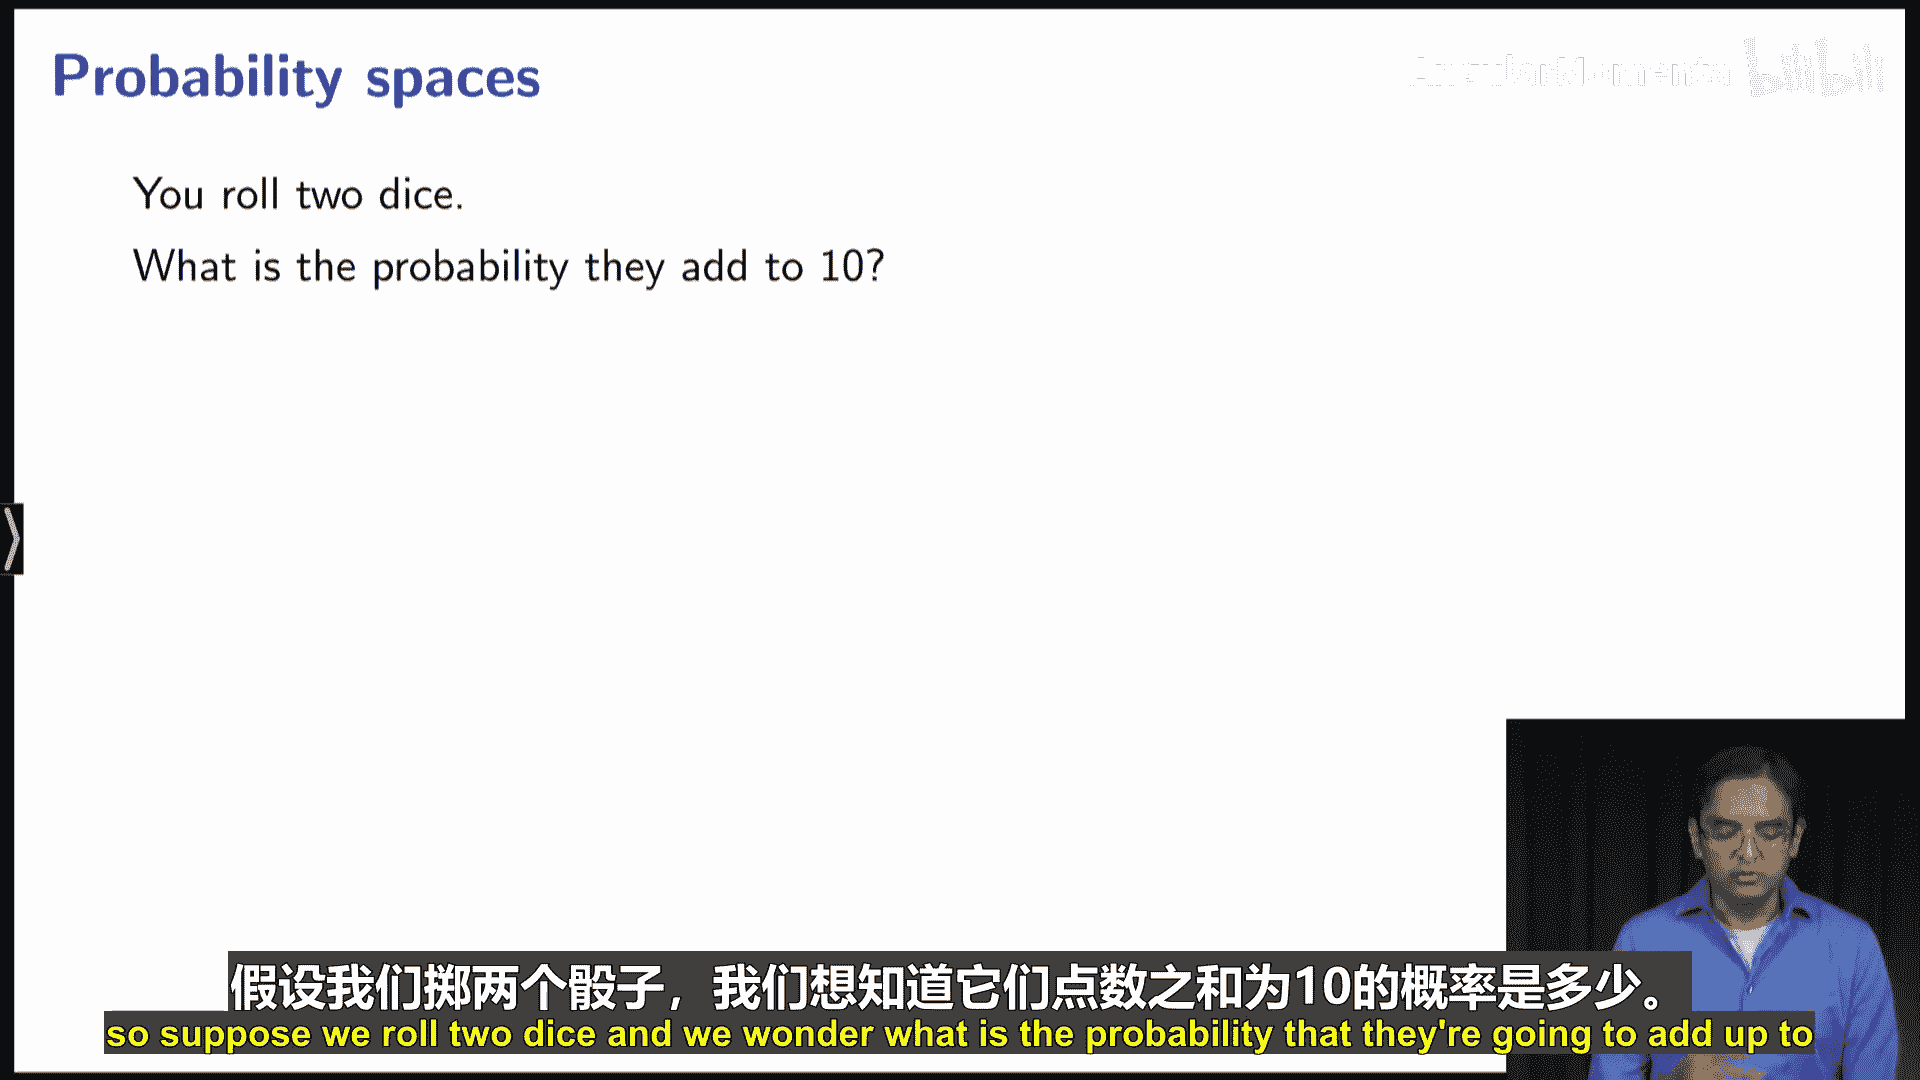 Probability spaces
bilibili
You roll two dice.
What is the probability they add to 10?
假设我们掷两个骰子，我们想知道它们点数之和为10的概率是多少。
so suppose we roll two dice and we wonder what is the probability that they're going to add up to